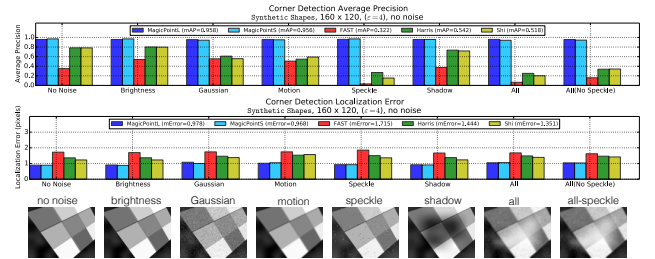 Corner Detection Average Precision
Synthetic Shapes, 160 x 120, (ε=4), no noise
MagicPointL (mAP=0.958) MagicPointS (mAP=0.956) FAST (mAP=0.322) Harris (mAP=0.542) Shi (mAP=0.518)
Average Precision
1.0
0.8
0.6
0.4
0.2
0.0
No Noise Brightness Gaussian Motion Speckle Shadow All All(No Speckle)
Corner Detection Localization Error
Synthetic Shapes, 160 x 120, (ε=4), no noise
MagicPointL (mError=0,978) MagicPointS (mError=0,968) FAST (mError=1,715) Harris (mError=1,444) Shi (mError=1,351)
Localization Error (pixels)
3
2
1
0
No Noise Brightness Gaussian Motion Speckle Shadow All All(No Speckle)
no noise brightness Gaussian motion speckle shadow all all-speckle